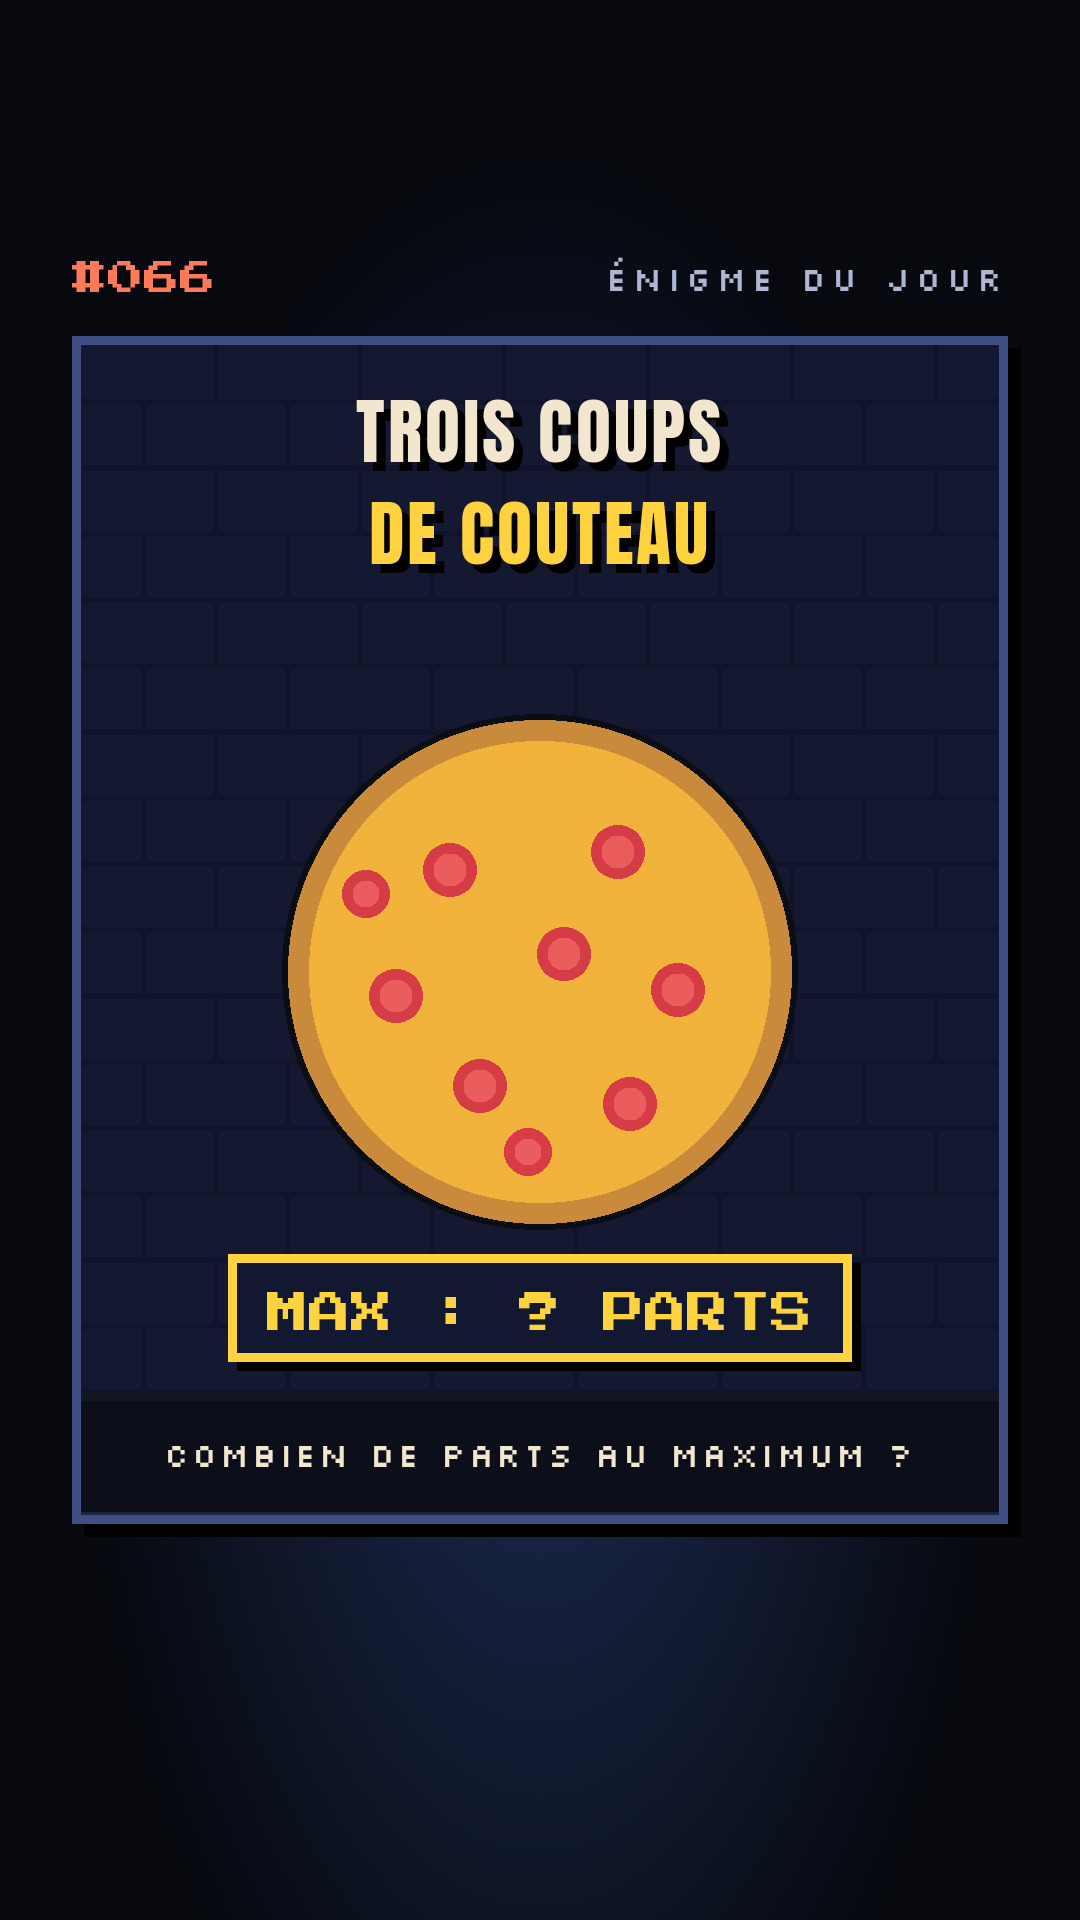 #066
ÉNIGME DU JOUR
TROIS COUPS
DE COUTEAU
MAX : ? PARTS
COMBIEN DE PARTS AU MAXIMUM ?